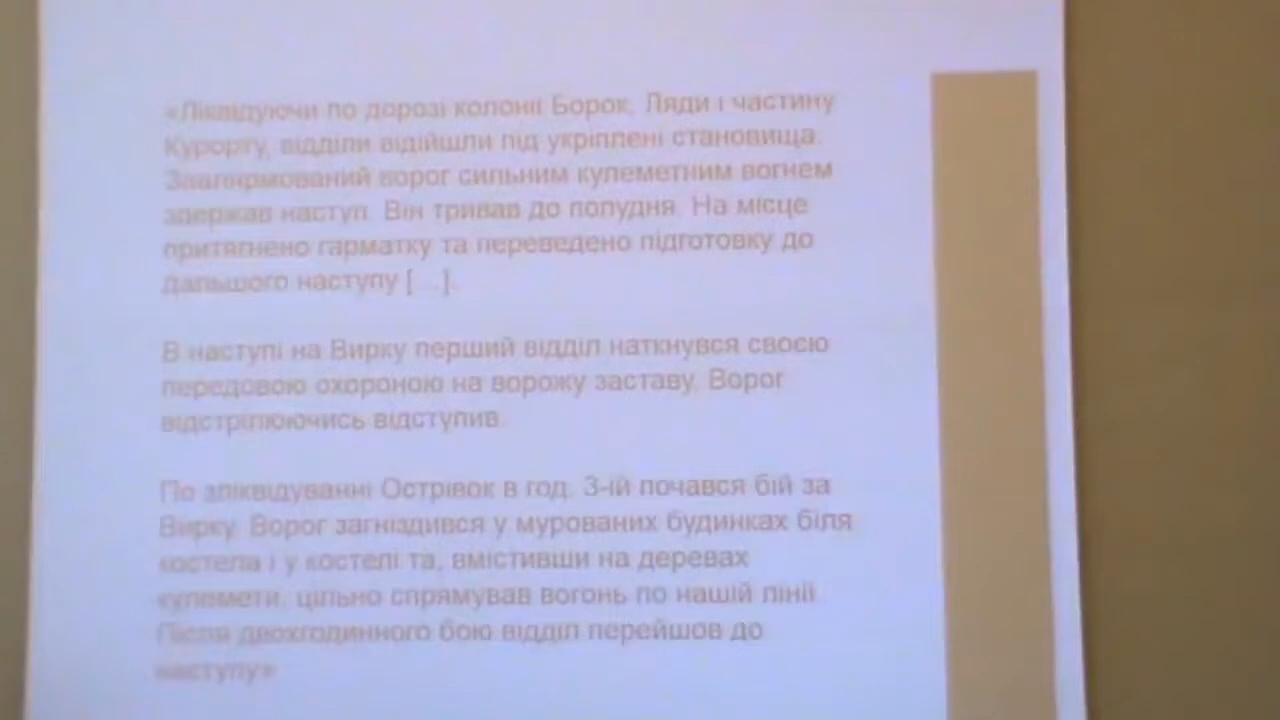 «Ліквідуючи по дорозі колонії Борок, Ляди і частину
Курорту, відділи відійшли під укріплені становища.
Заалярмований ворог сильним кулеметним вогнем
здержав наступ. Він тривав до полудня. На місце
притягнено гарматку та переведено підготовку до
дальшого наступу [...].
В наступі на Вирку перший відділ наткнувся своєю
передовою охороною на ворожу заставу. Ворог
відстрілюючись відступив.
По зліквідуванні Острівок в год. 3-ій почався бій за
Вирку. Ворог загніздився у мурованих будинках біля
костела і у костелі та, вмістивши на деревах
кулемети, цільно спрямував вогонь по нашій лінії.
Після двохгодинного бою відділ перейшов до
наступу»